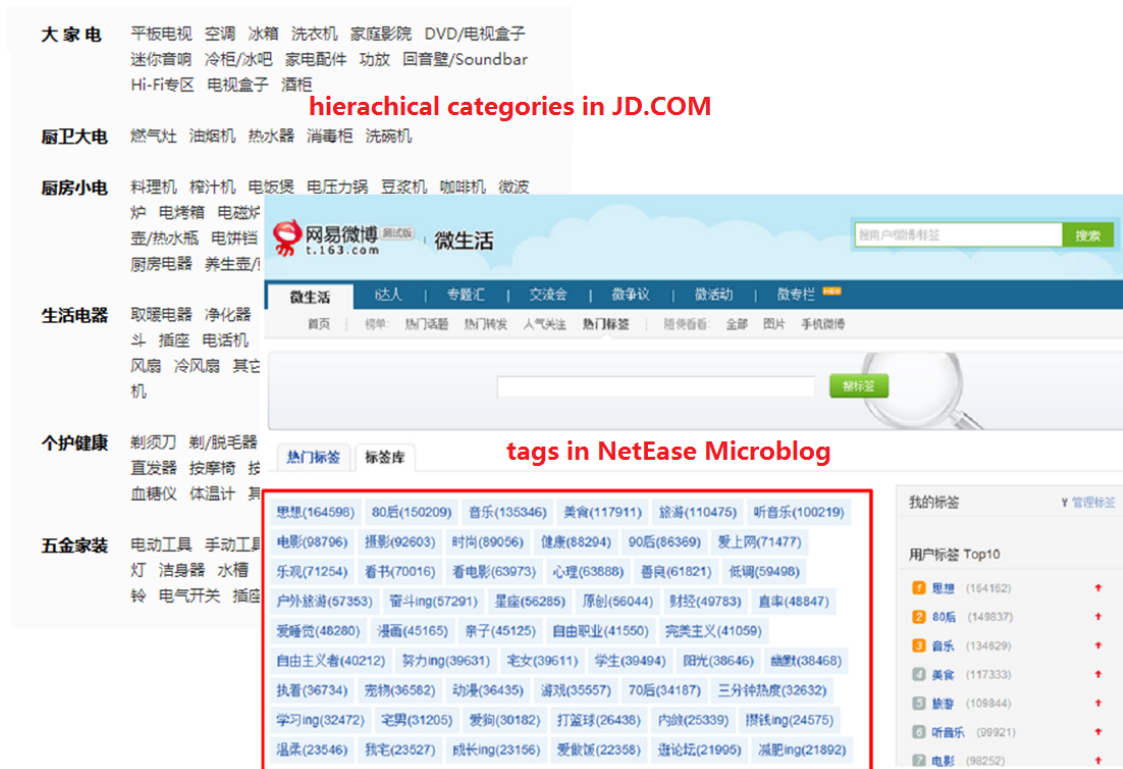 大家电 平板电视 空调 冰箱 洗衣机 家庭影院 DVD/电视盒子
迷你音响 冷柜/冰吧 家电配件 功放 回音壁/Soundbar
Hi-Fi专区 电视盒子 酒柜
hierachical categories in JD.COM
厨卫大电 燃气灶 油烟机 热水器 消毒柜 洗碗机
厨房小电 料理机 榨汁机 电饭煲 电压力锅 豆浆机 咖啡机 微波
炉 电烤箱 电磁炉
壶/热水瓶 电饼铛
厨房电器 养生壶/
生活电器 取暖电器 净化器
斗 插座 电话机
风扇 冷风扇 其它
机
个护健康 剃须刀 剃/脱毛器
直发器 按摩椅 按
血糖仪 体温计 其
五金家装 电动工具 手动工具
灯 洁身器 水槽
铃 电气开关 插座
网易微博 测试版 微生活
t.163.com
搜用户/微博/标签 搜索
微生活 i达人 专题汇 交流会 微争议 微活动 微专栏
首页 榜单: 热门话题 热门转发 人气关注 热门标签 随便看看: 全部 图片 手机微博
搜标签
热门标签 标签库
tags in NetEase Microblog
思想(164598) 80后(150209) 音乐(135346) 美食(117911) 旅游(110475) 听音乐(100219)
电影(98796) 摄影(92603) 时尚(89056) 健康(88294) 90后(86369) 爱上网(71477)
乐观(71254) 看书(70016) 看电影(63973) 心理(63888) 善良(61821) 低调(59498)
户外旅游(57353) 奋斗ing(57291) 星座(56285) 原创(56044) 财经(49783) 直率(48847)
爱睡觉(48280) 漫画(45165) 亲子(45125) 自由职业(41550) 完美主义(41059)
自由主义者(40212) 努力ing(39631) 宅女(39611) 学生(39494) 阳光(38646) 幽默(38468)
执着(36734) 宠物(36582) 动漫(36435) 游戏(35557) 70后(34187) 三分钟热度(32632)
学习ing(32472) 宅男(31205) 爱狗(30182) 打篮球(26438) 内敛(25339) 攒钱ing(24575)
温柔(23546) 我宅(23527) 成长ing(23156) 爱做饭(22358) 逛论坛(21995) 减肥ing(21892)
我的标签 管理标签
用户标签 Top10
1 思想 (164162)
2 80后 (149837)
3 音乐 (134629)
4 美食 (117333)
5 旅游 (109844)
6 听音乐 (99921)
7 电影 (98252)